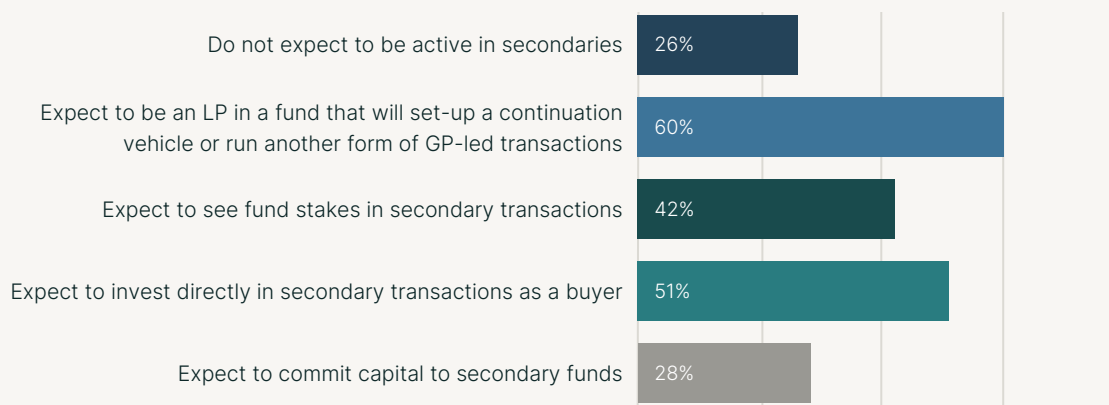 Do not expect to be active in secondaries
26%
Expect to be an LP in a fund that will set-up a continuation
vehicle or run another form of GP-led transactions
60%
Expect to see fund stakes in secondary transactions
42%
Expect to invest directly in secondary transactions as a buyer
51%
Expect to commit capital to secondary funds
28%